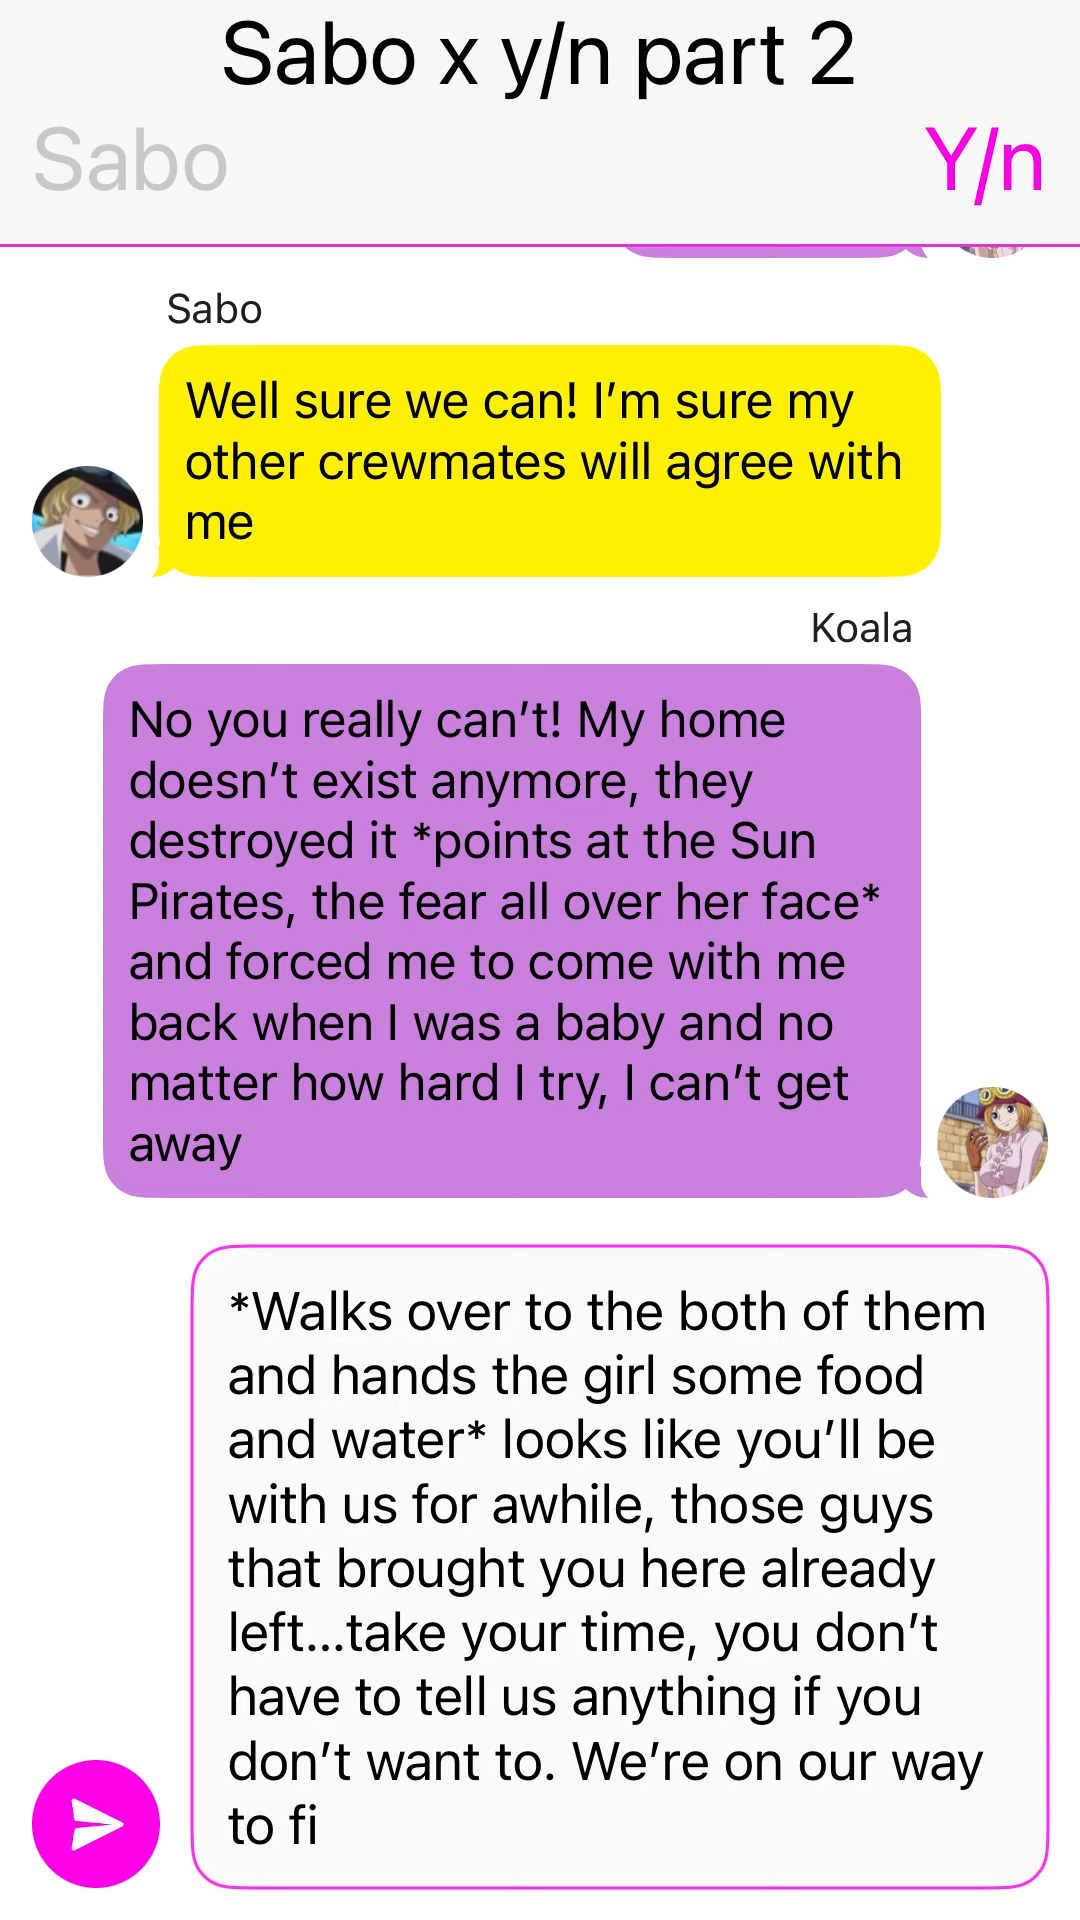 Sabo x y/n part 2
Sabo
Y/n
Sabo
Well sure we can! I’m sure my
other crewmates will agree with
me
Koala
No you really can’t! My home
doesn’t exist anymore, they
destroyed it *points at the Sun
Pirates, the fear all over her face*
and forced me to come with me
back when I was a baby and no
matter how hard I try, I can’t get
away
*Walks over to the both of them
and hands the girl some food
and water* looks like you’ll be
with us for awhile, those guys
that brought you here already
left...take your time, you don’t
have to tell us anything if you
don’t want to. We’re on our way
to fi